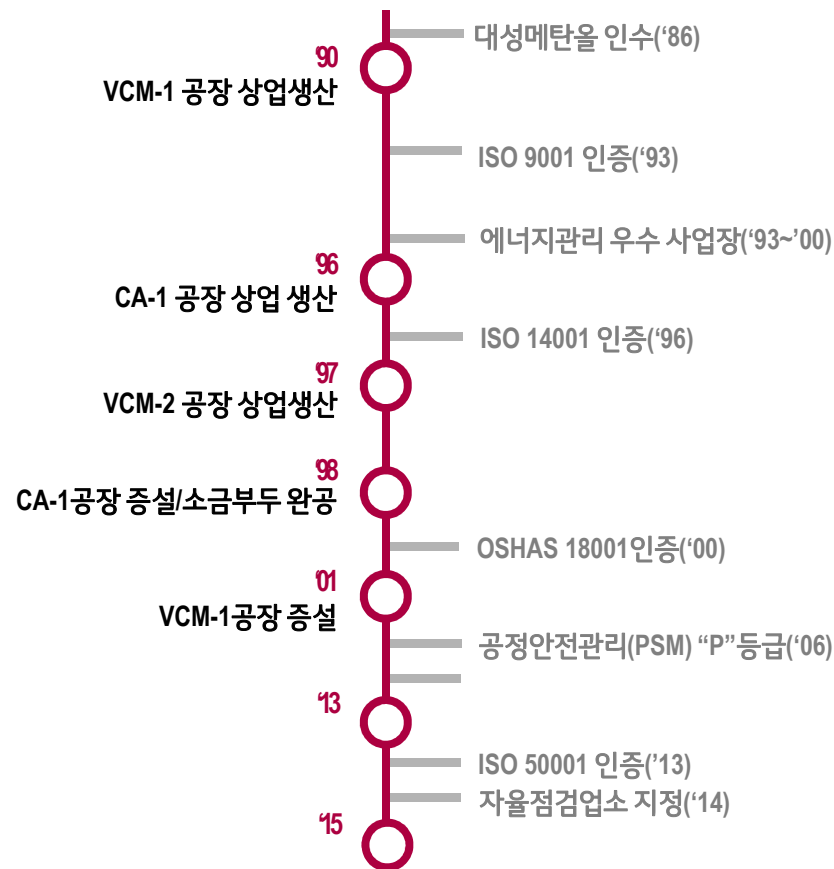 대성메탄올 인수(‘86)
‘90
VCM-1 공장 상업생산
ISO 9001 인증(‘93)
에너지관리 우수 사업장(‘93~’00)
‘96
CA-1 공장 상업 생산
ISO 14001 인증(‘96)
‘97
VCM-2 공장 상업생산
‘98
CA-1공장 증설/소금부두 완공
OSHAS 18001인증(‘00)
‘01
VCM-1공장 증설
공정안전관리(PSM) “P”등급(‘06)
‘13
ISO 50001 인증(’13)
자율점검업소 지정(‘14)
‘15